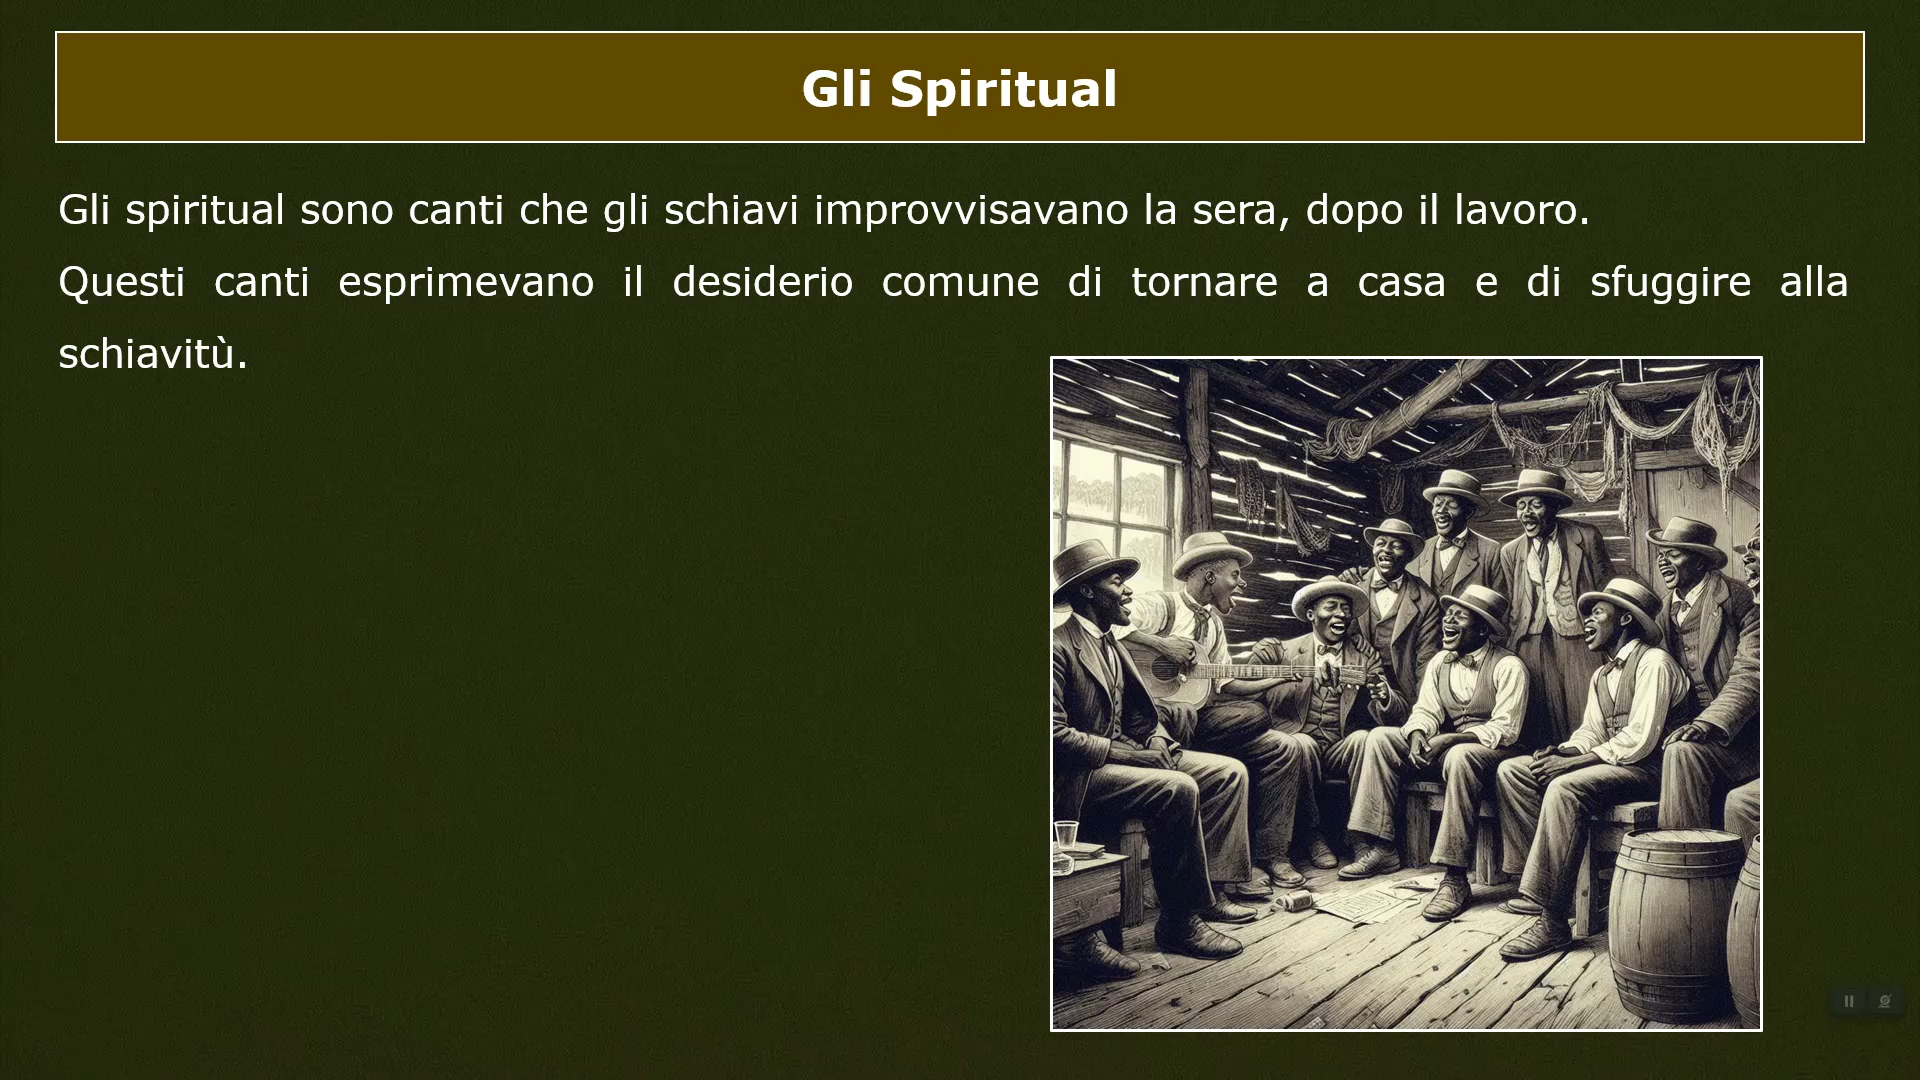 Gli Spiritual
Gli spiritual sono canti che gli schiavi improvvisavano la sera, dopo il lavoro.
Questi canti esprimevano il desiderio comune di tornare a casa e di sfuggire alla
schiavitù.